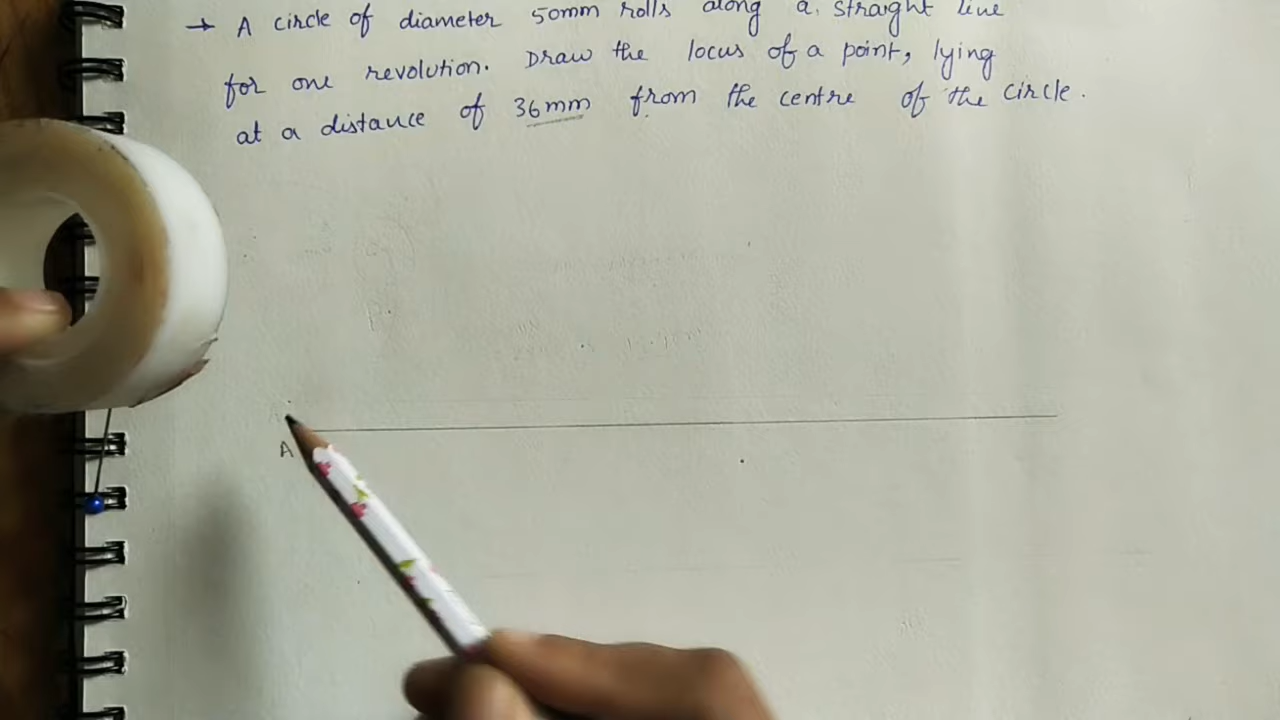 → A circle of diameter 50mm rolls along a straight line
for one revolution. Draw the locus of a point, lying
at a distance of 36mm from the centre of the circle.
A